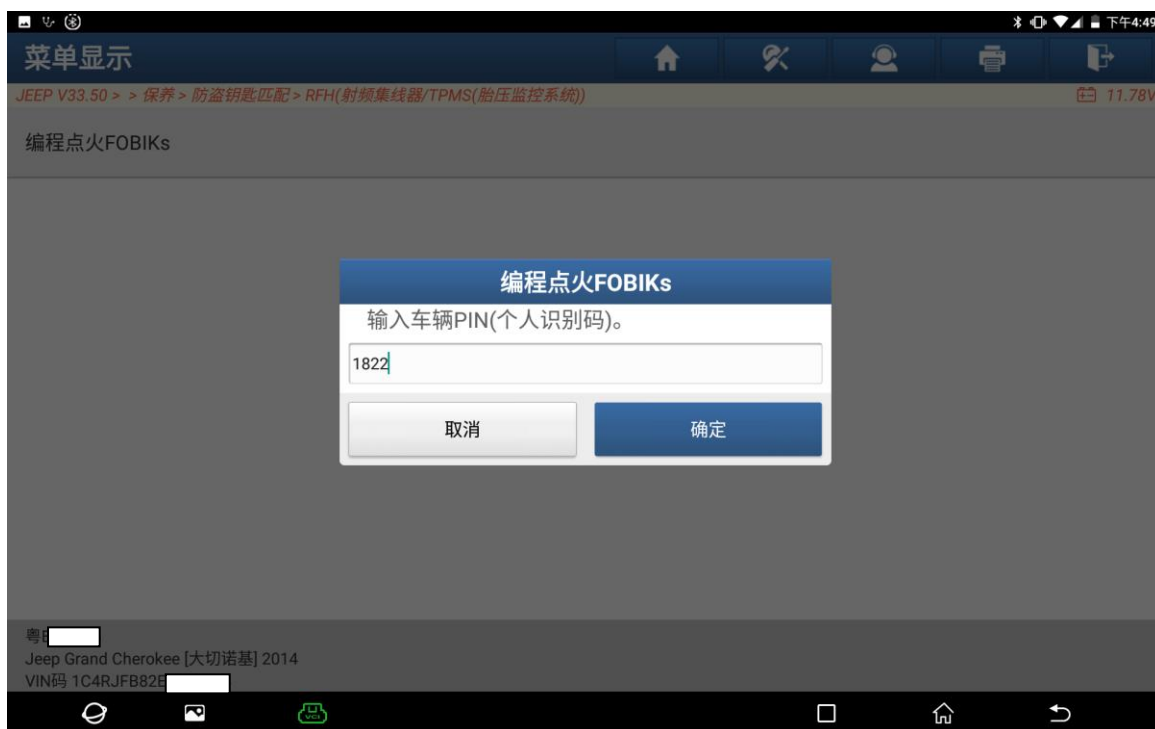 下午4:49
菜单显示
JEEP V33.50 > > 保养 > 防盗钥匙匹配 > RFH(射频集线器/TPMS(胎压监控系统))
11.78V
编程点火FOBIKs
编程点火FOBIKs
输入车辆PIN(个人识别码)。
1822
取消
确定
粤
Jeep Grand Cherokee [大切诺基] 2014
VIN码 1C4RJFB82E
VCI